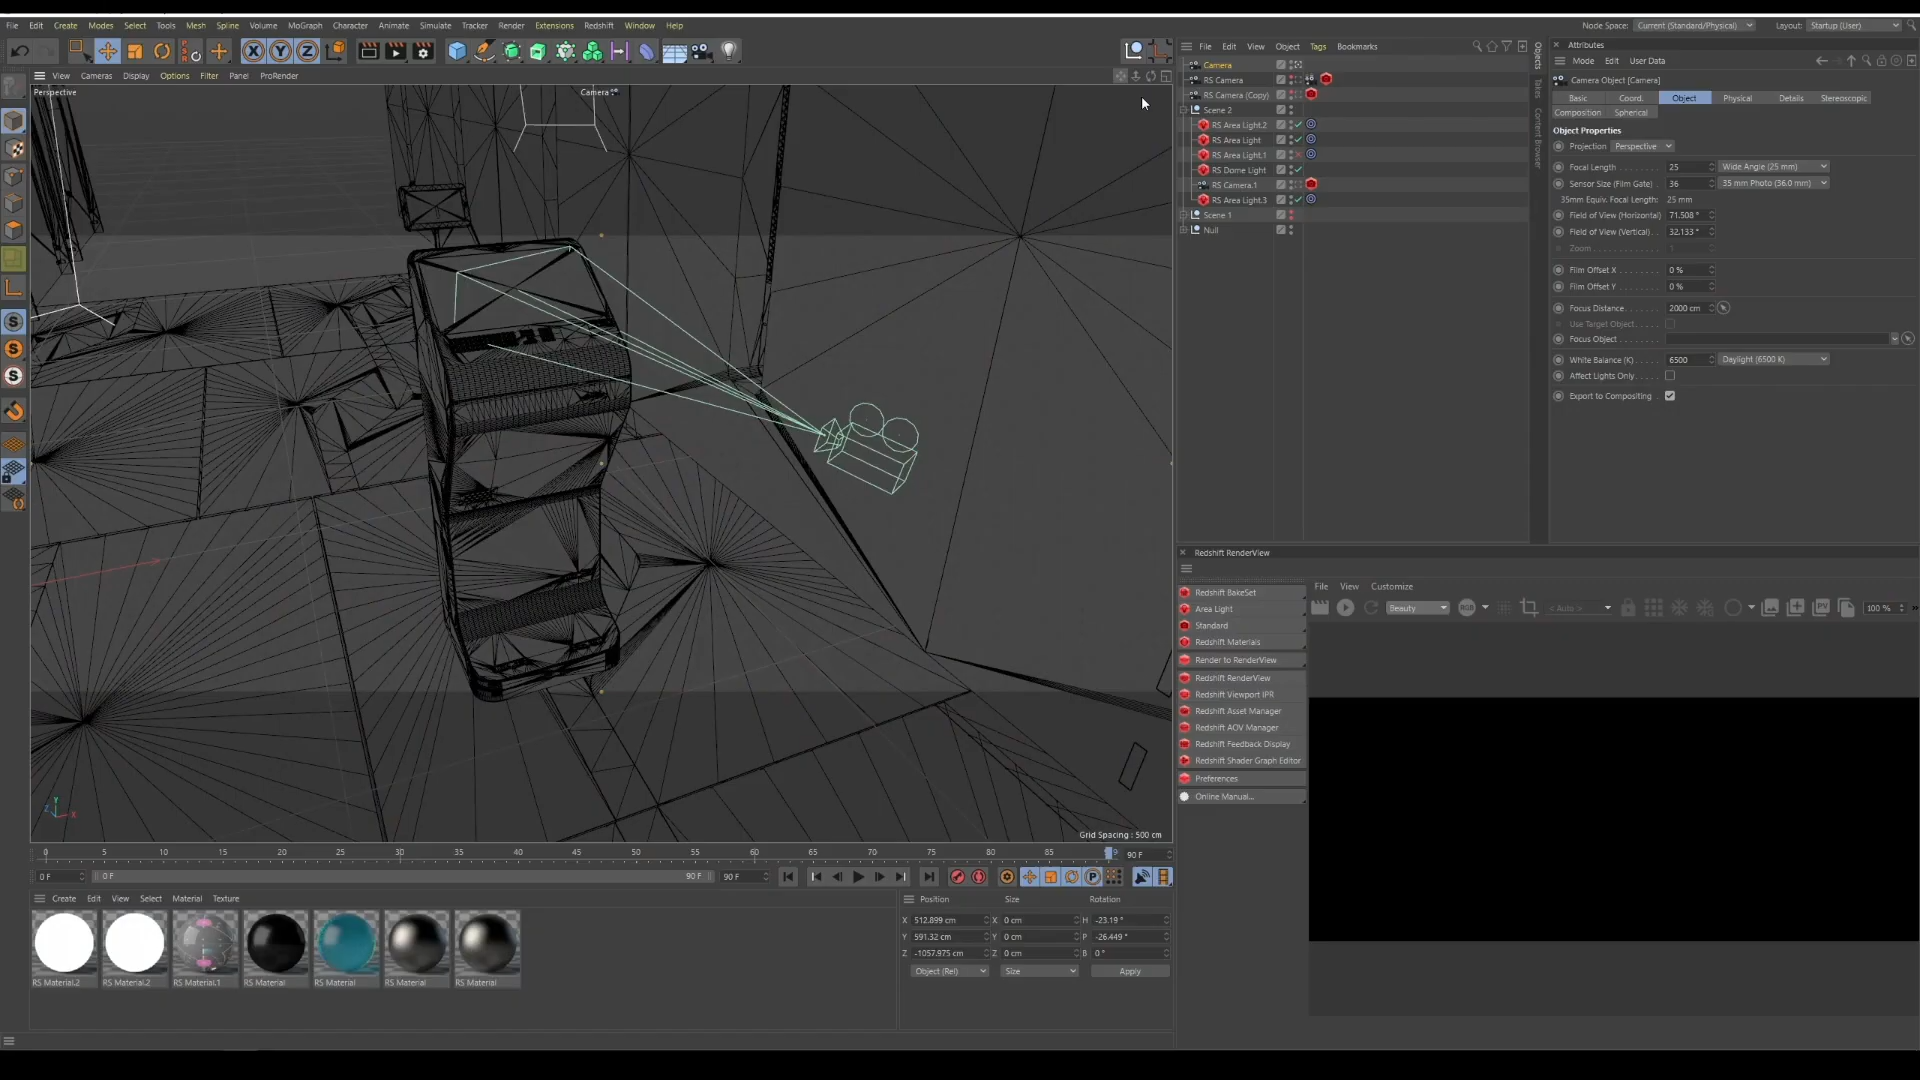 File Edit Create Modes Select Tools Mesh Spline Volume MoGraph Character Animate Simulate Tracker Render Extensions Redshift Window Help
Node Space: Current (Standard/Physical) Layout: Startup (User)
X Y Z
View Cameras Display Options Filter Panel ProRender
Perspective
Camera
File Edit View Object Tags Bookmarks
Camera
RS Camera
RS Camera (Copy)
Scene 2
RS Area Light.2
RS Area Light
RS Area Light.1
RS Dome Light
RS Camera.1
RS Area Light.3
Scene 1
Null
Objects
Takes
Content Browser
Attributes
Mode Edit User Data
Camera Object [Camera]
Basic Coord. Object Physical Details Stereoscopic
Composition Spherical
Object Properties
Projection Perspective
Focal Length 25 Wide Angle (25 mm)
Sensor Size (Film Gate) 36 35 mm Photo (36.0 mm)
35mm Equiv. Focal Length: 25 mm
Field of View (Horizontal) 71.508 °
Field of View (Vertical) 32.133 °
Zoom 1
Film Offset X 0 %
Film Offset Y 0 %
Focus Distance 2000 cm
Use Target Object
Focus Object
White Balance (K) 6500 Daylight (6500 K)
Affect Lights Only
Export to Compositing
Redshift RenderView
File View Customize
Beauty RGB < Auto > PV 100 %
Redshift BakeSet
Area Light
Standard
Redshift Materials
Render to RenderView
Redshift RenderView
Redshift Viewport IPR
Redshift Asset Manager
Redshift AOV Manager
Redshift Feedback Display
Redshift Shader Graph Editor
Preferences
Online Manual...
Y
Z X
Grid Spacing : 500 cm
0 5 10 15 20 25 30 35 40 45 50 55 60 65 70 75 80 85 90 F
0 F 0 F 90 F 90 F
Create Edit View Select Material Texture
RS Material.2 RS Material.2 RS Material.1 RS Material RS Material RS Material RS Material
Position Size Rotation
X 512.899 cm X 0 cm H -23.19 °
Y 591.32 cm Y 0 cm P -26.449 °
Z -1057.975 cm Z 0 cm B 0 °
Object (Rel) Size Apply